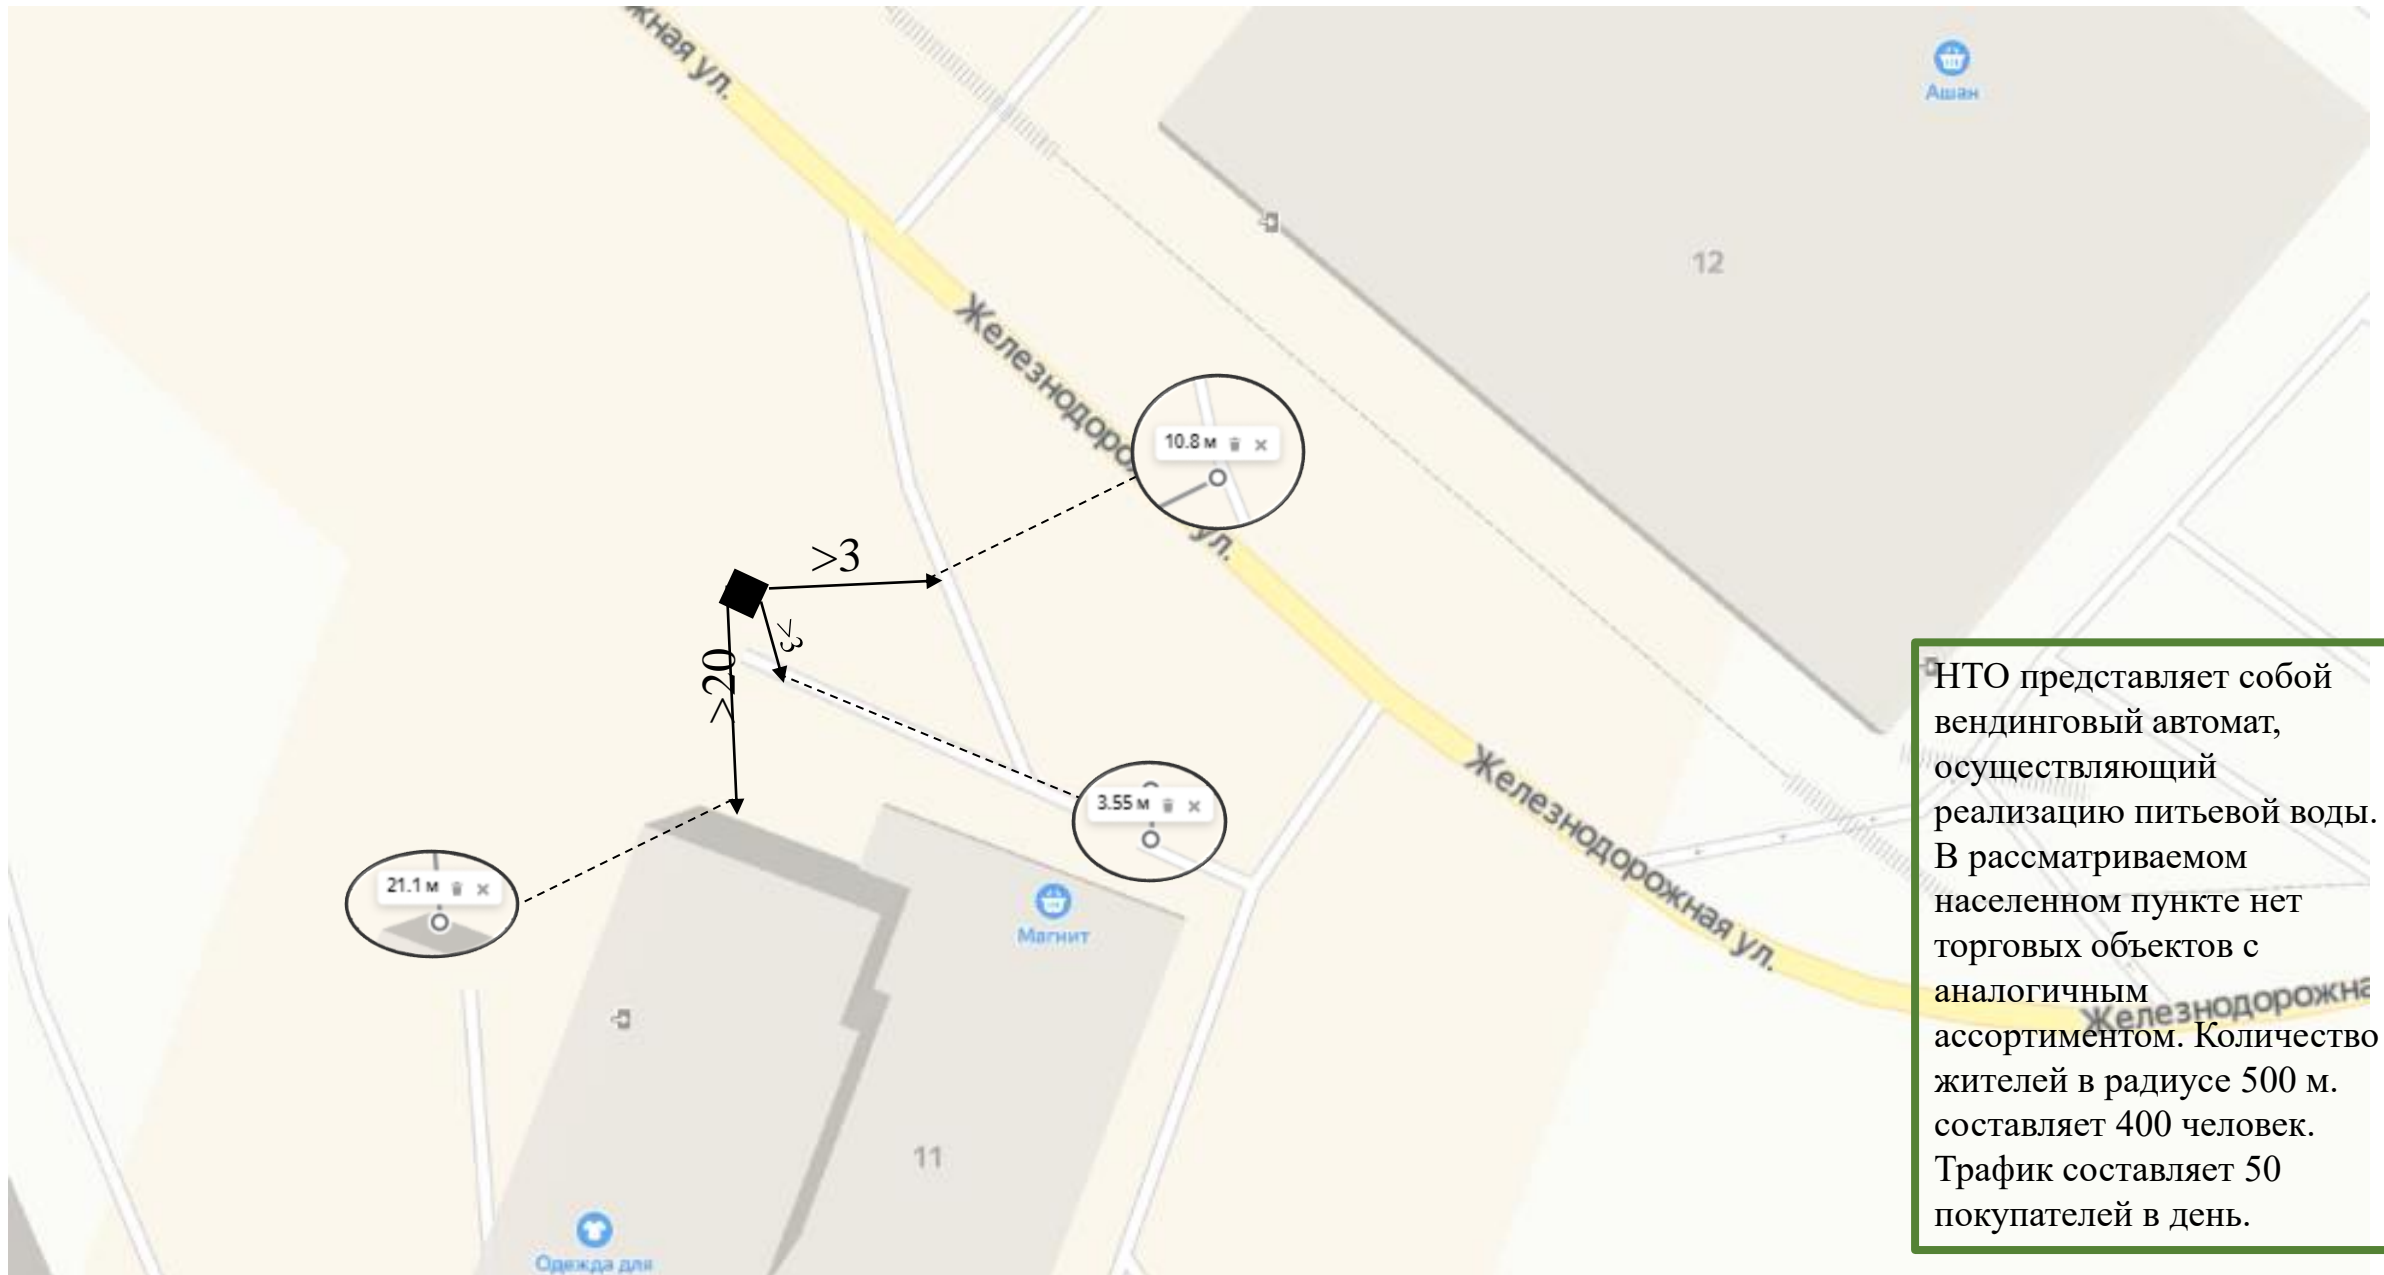 жная ул.
Ашан
12
Железнодоро
ул.
10.8 м
>3
>3
>20
3.55 м
21.1 м
Магнит
11
Одежда для
Железнодорожная ул.
Железнодорожна
НТО представляет собой
вендинговый автомат,
осуществляющий
реализацию питьевой воды.
В рассматриваемом
населенном пункте нет
торговых объектов с
аналогичным
ассортиментом. Количество
жителей в радиусе 500 м.
составляет 400 человек.
Трафик составляет 50
покупателей в день.